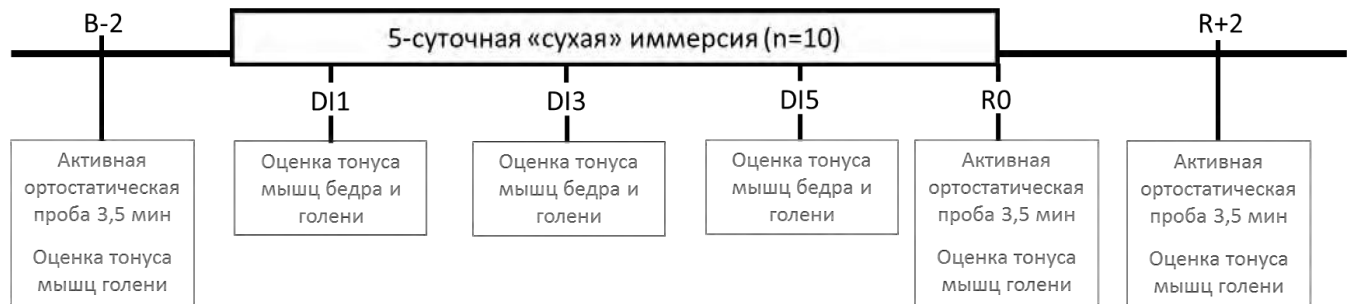 B-2
5-суточная «сухая» иммерсия (n=10)
R+2
DI1
DI3
DI5
R0
Активная
ортостатическая
проба 3,5 мин
Оценка тонуса
мышц голени
Оценка тонуса
мышц бедра и
голени
Оценка тонуса
мышц бедра и
голени
Оценка тонуса
мышц бедра и
голени
Активная
ортостатическая
проба 3,5 мин
Оценка тонуса
мышц голени
Активная
ортостатическая
проба 3,5 мин
Оценка тонуса
мышц голени